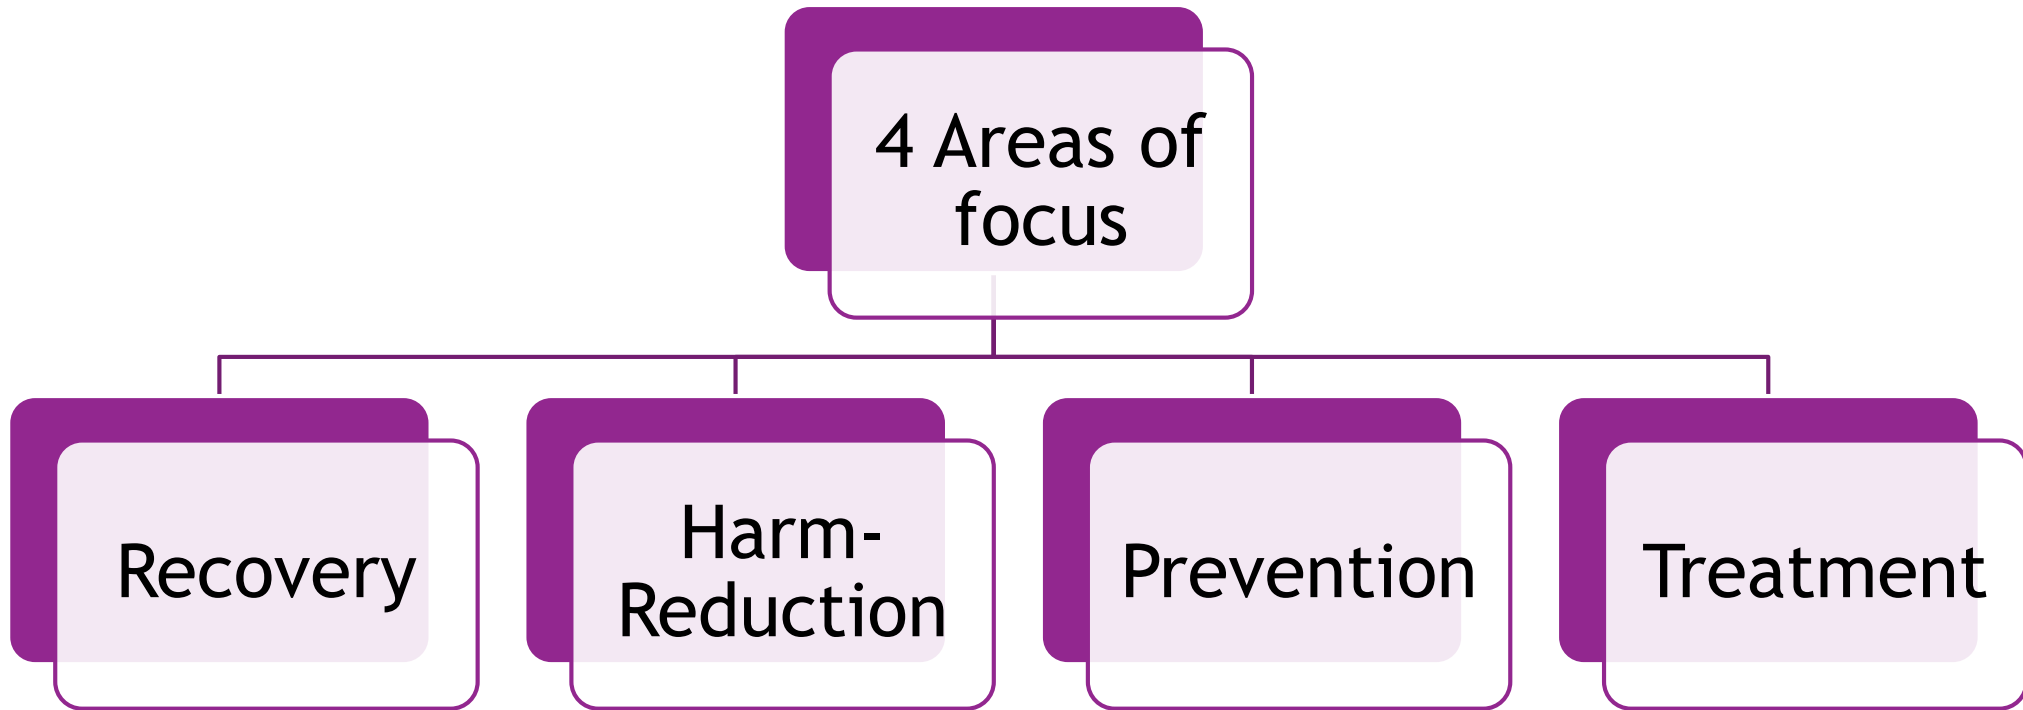 4 Areas of
focus
Recovery
Harm-
Reduction
Prevention
Treatment